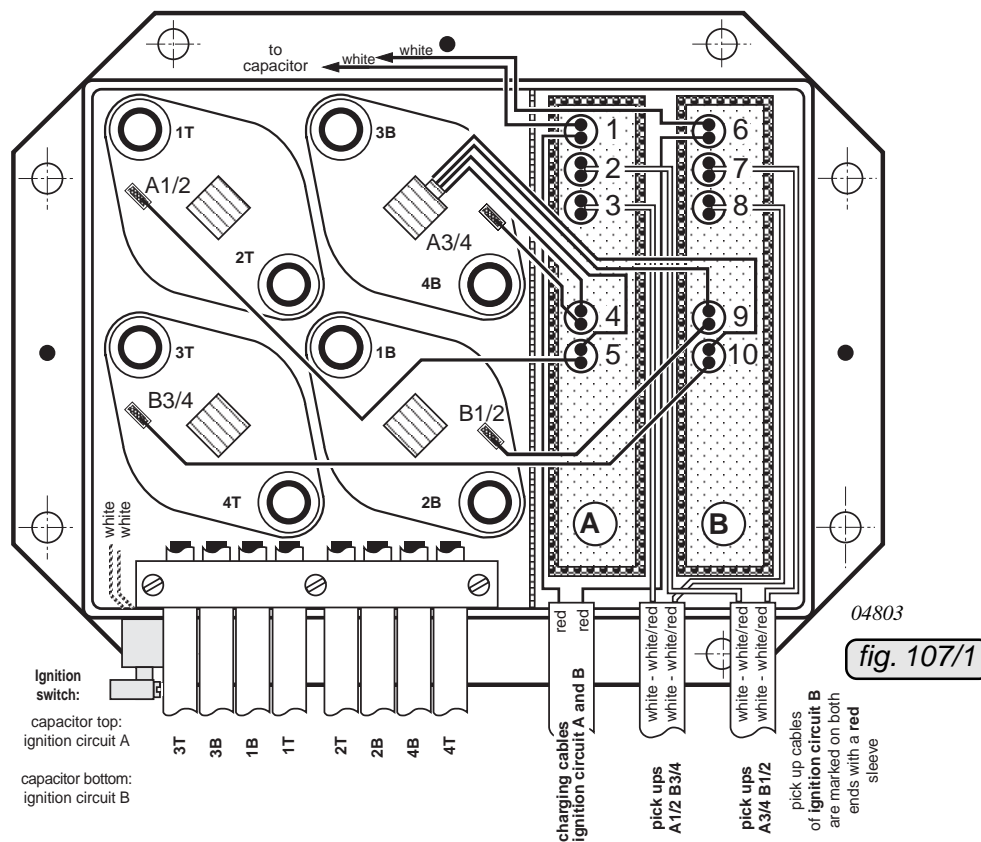 to
capacitor
white
white
1T
3B
A1/2
A3/4
2T
4B
3T
1B
B3/4
B1/2
4T
2B
1
2
3
4
5
6
7
8
9
10
A
B
white
white
04803
fig. 107/1
Ignition
switch:
capacitor top:
ignition circuit A
capacitor bottom:
ignition circuit B
3T
3B
1B
1T
2T
2B
4B
4T
red
red
charging cables
ignition circuit A and B
white - white/red
white - white/red
pick ups
A1/2 B3/4
white - white/red
white - white/red
pick ups
A3/4 B1/2
pick up cables
of ignition circuit B
are marked on both
ends with a red
sleeve